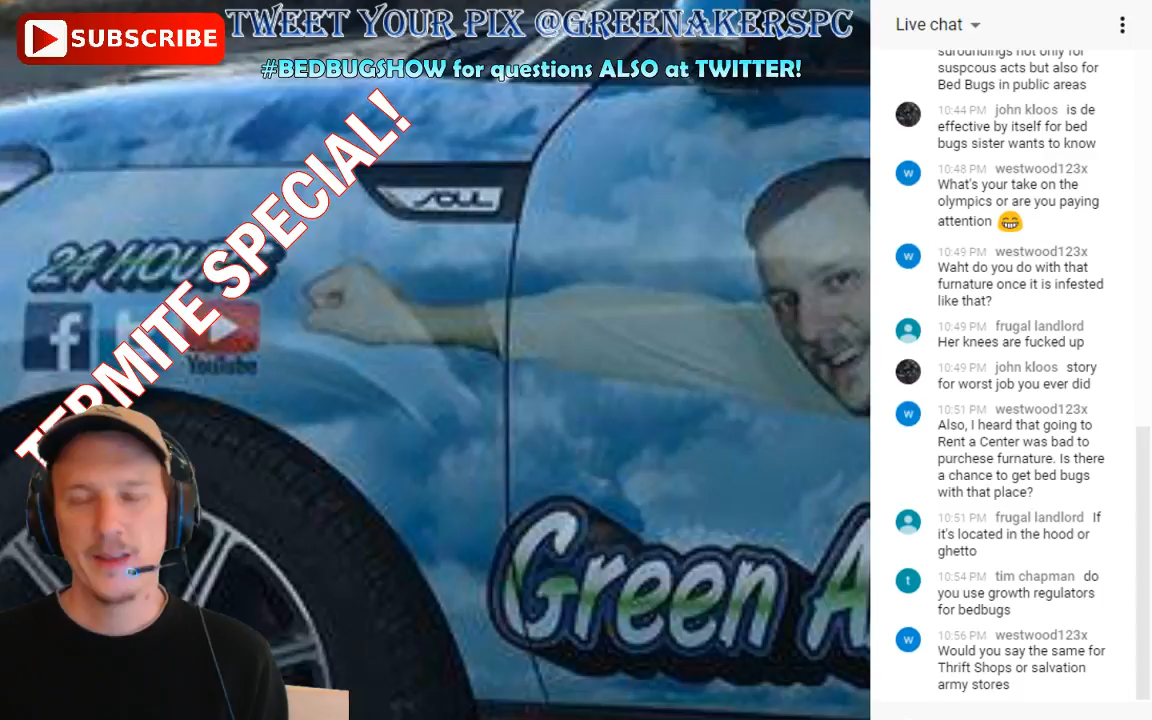 SUBSCRIBE
TWEET YOUR PIX @GREENAKERSPC
#BEDBUGSHOW for questions ALSO at TWITTER!
TERMITE SPECIAL!
SOUL
24 HOURS
f
Youtube
Green A
Live chat
suroundings not only for
suspcous acts but also for
Bed Bugs in public areas
10:44 PM john kloos is de
effective by itself for bed
bugs sister wants to know
w
10:48 PM westwood123x
What's your take on the
olympics or are you paying
attention 😁
w
10:49 PM westwood123x
Waht do you do with that
furnature once it is infested
like that?
10:49 PM frugal landlord
Her knees are fucked up
10:49 PM john kloos story
for worst job you ever did
w
10:51 PM westwood123x
Also, I heard that going to
Rent a Center was bad to
purchese furnature. Is there
a chance to get bed bugs
with that place?
10:51 PM frugal landlord If
it's located in the hood or
ghetto
t
10:54 PM tim chapman do
you use growth regulators
for bedbugs
w
10:56 PM westwood123x
Would you say the same for
Thrift Shops or salvation
army stores